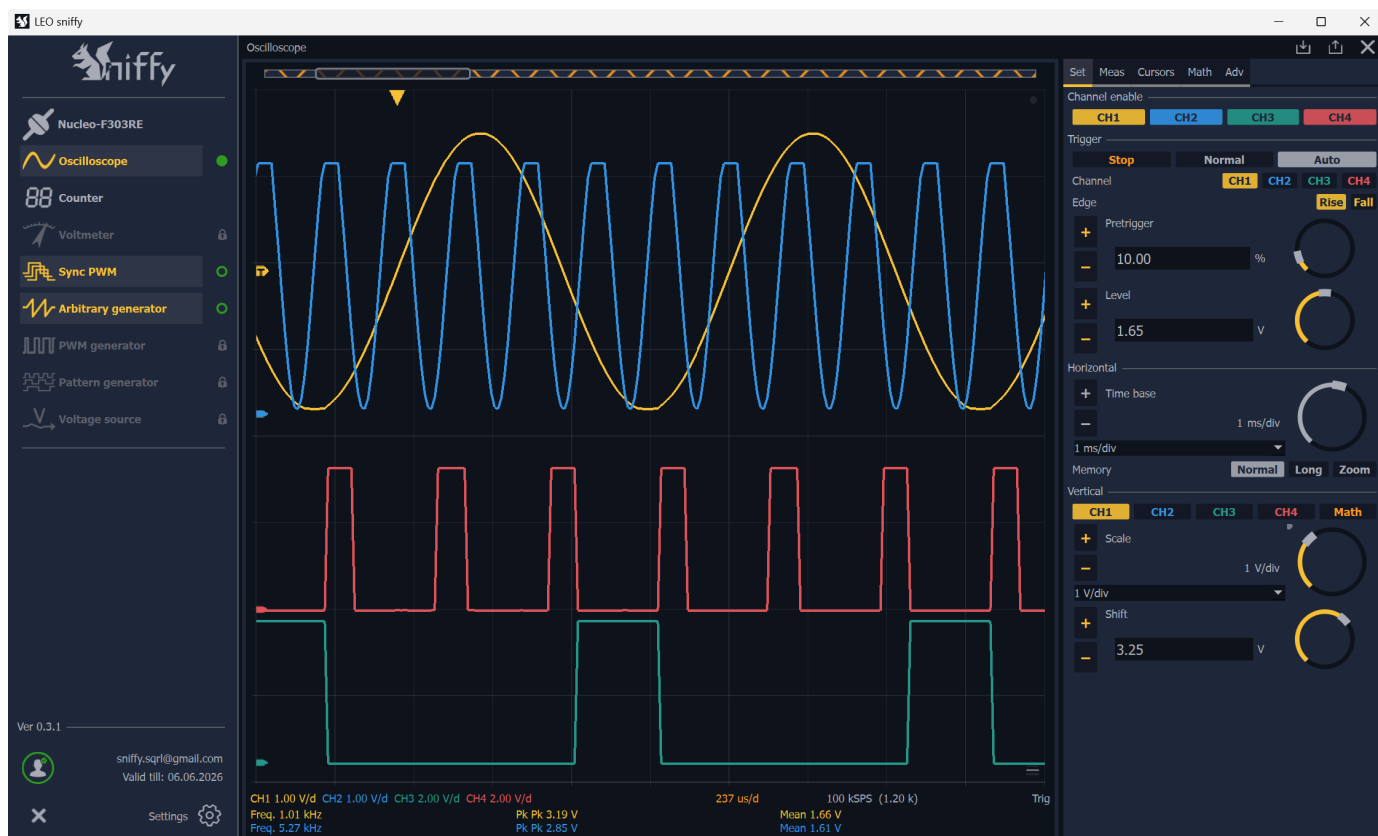 LEO sniffy
Sniffy
Nucleo-F303RE
Oscilloscope
88 Counter
Voltmeter
Sync PWM
Arbitrary generator
PWM generator
Pattern generator
V Voltage source
Ver 0.3.1
sniffy.sqrl@gmail.com
Valid till: 06.06.2026
Settings
Oscilloscope
T
CH1 1.00 V/d CH2 1.00 V/d CH3 2.00 V/d CH4 2.00 V/d 237 us/d 100 kSPS (1.20 k) Trig
Freq. 1.01 kHz Pk Pk 3.19 V Mean 1.66 V
Freq. 5.27 kHz Pk Pk 2.85 V Mean 1.61 V
Set Meas Cursors Math Adv
Channel enable
CH1 CH2 CH3 CH4
Trigger
Stop Normal Auto
Channel CH1 CH2 CH3 CH4
Edge Rise Fall
+ Pretrigger
− 10.00 %
+ Level
− 1.65 V
Horizontal
+ Time base
− 1 ms/div
1 ms/div
Memory Normal Long Zoom
Vertical
CH1 CH2 CH3 CH4 Math
+ Scale
− 1 V/div
1 V/div
+ Shift
− 3.25 V